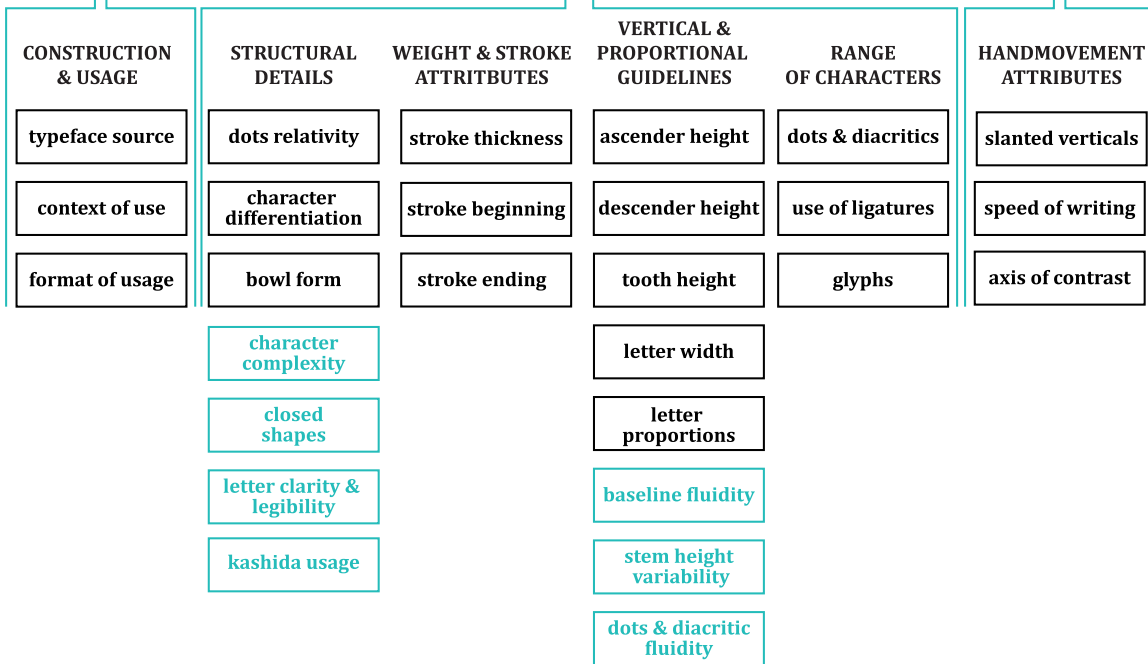 CONSTRUCTION
& USAGE
typeface source
context of use
format of usage
STRUCTURAL
DETAILS
dots relativity
character
differentiation
bowl form
character
complexity
closed
shapes
letter clarity &
legibility
kashida usage
WEIGHT & STROKE
ATTRITBUTES
stroke thickness
stroke beginning
stroke ending
VERTICAL &
PROPORTIONAL
GUIDELINES
ascender height
descender height
tooth height
letter width
letter
proportions
baseline fluidity
stem height
variability
dots & diacritic
fluidity
RANGE
OF CHARACTERS
dots & diacritics
use of ligatures
glyphs
HANDMOVEMENT
ATTRIBUTES
slanted verticals
speed of writing
axis of contrast